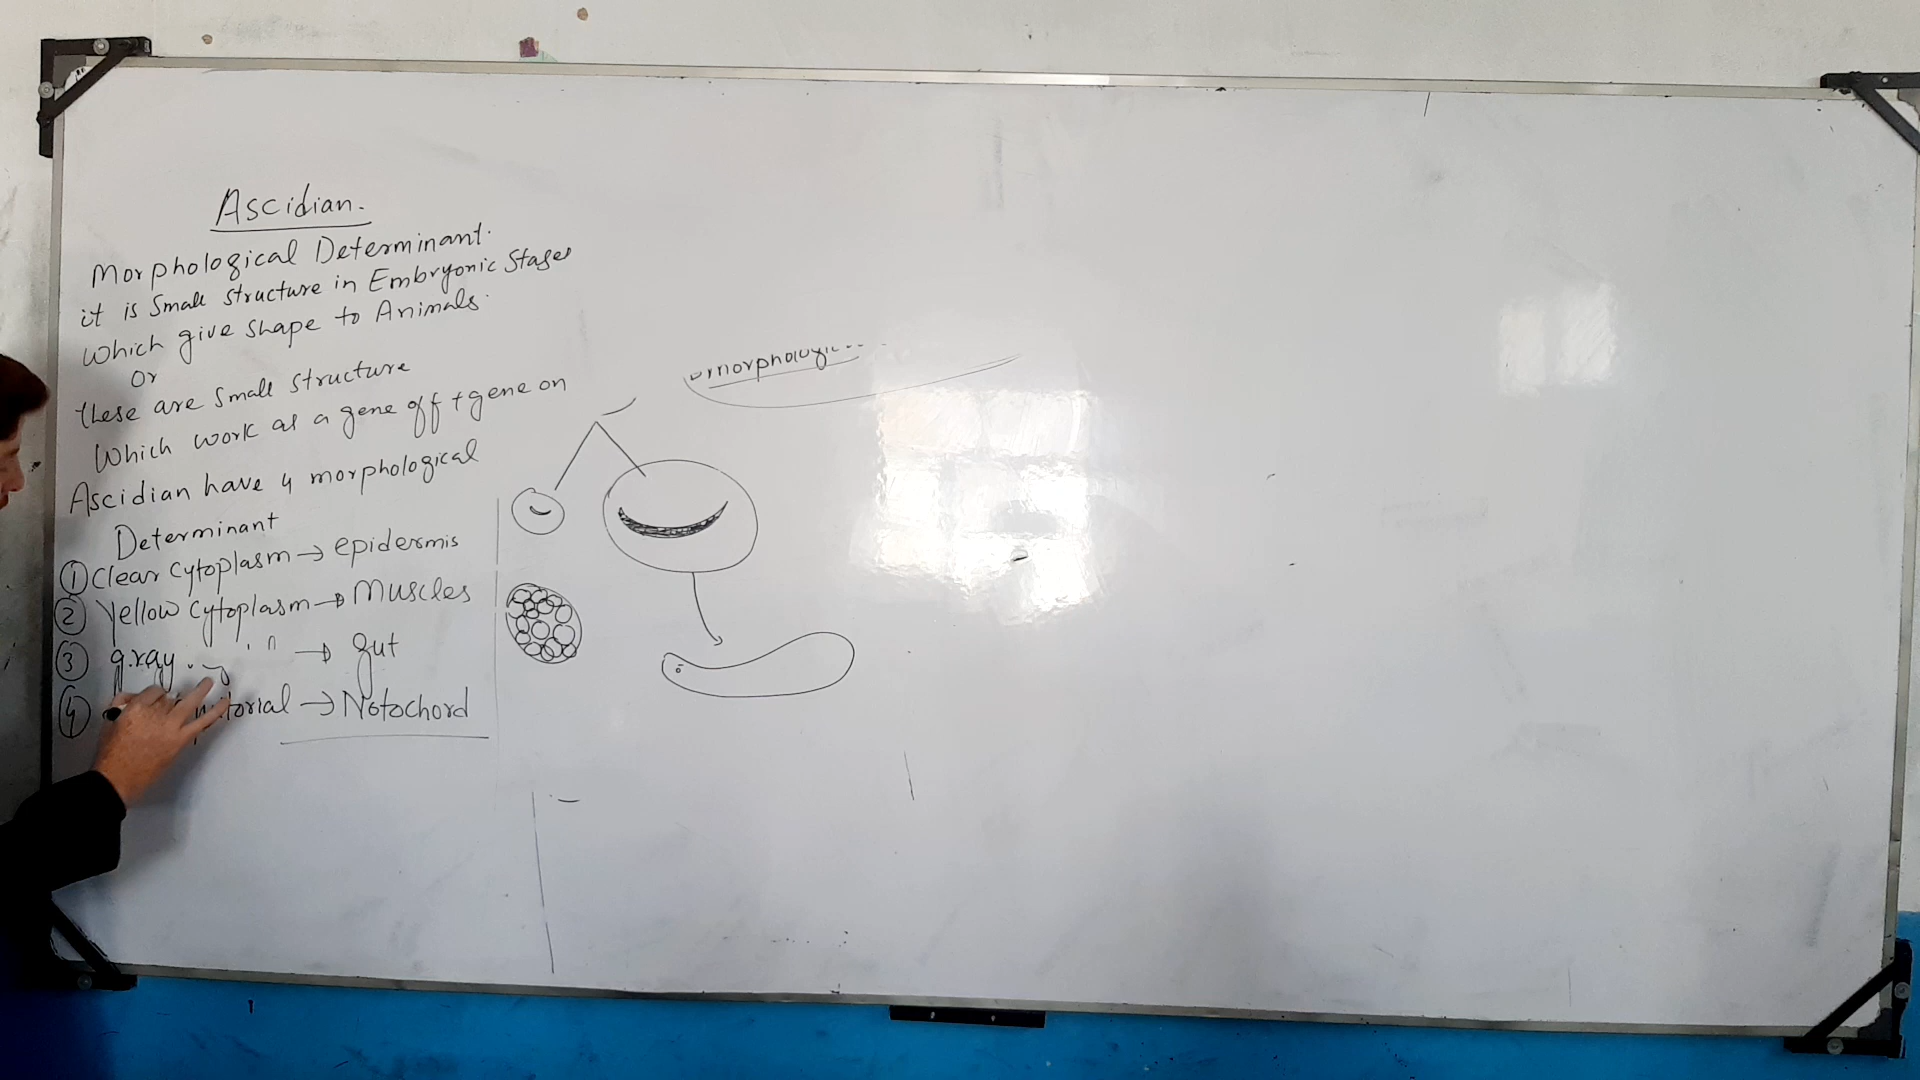 Ascidian.
Morphological Determinant.
it is Small structure in Embryonic Stages
which give shape to Animals.
or
these are Small structure
Which work as a gene off + gene on
Ascidian have 4 morphological
Determinant
① Clear cytoplasm → epidermis
② Yellow cytoplasm → Muscles
③ gray " → gut
④ → Notochord